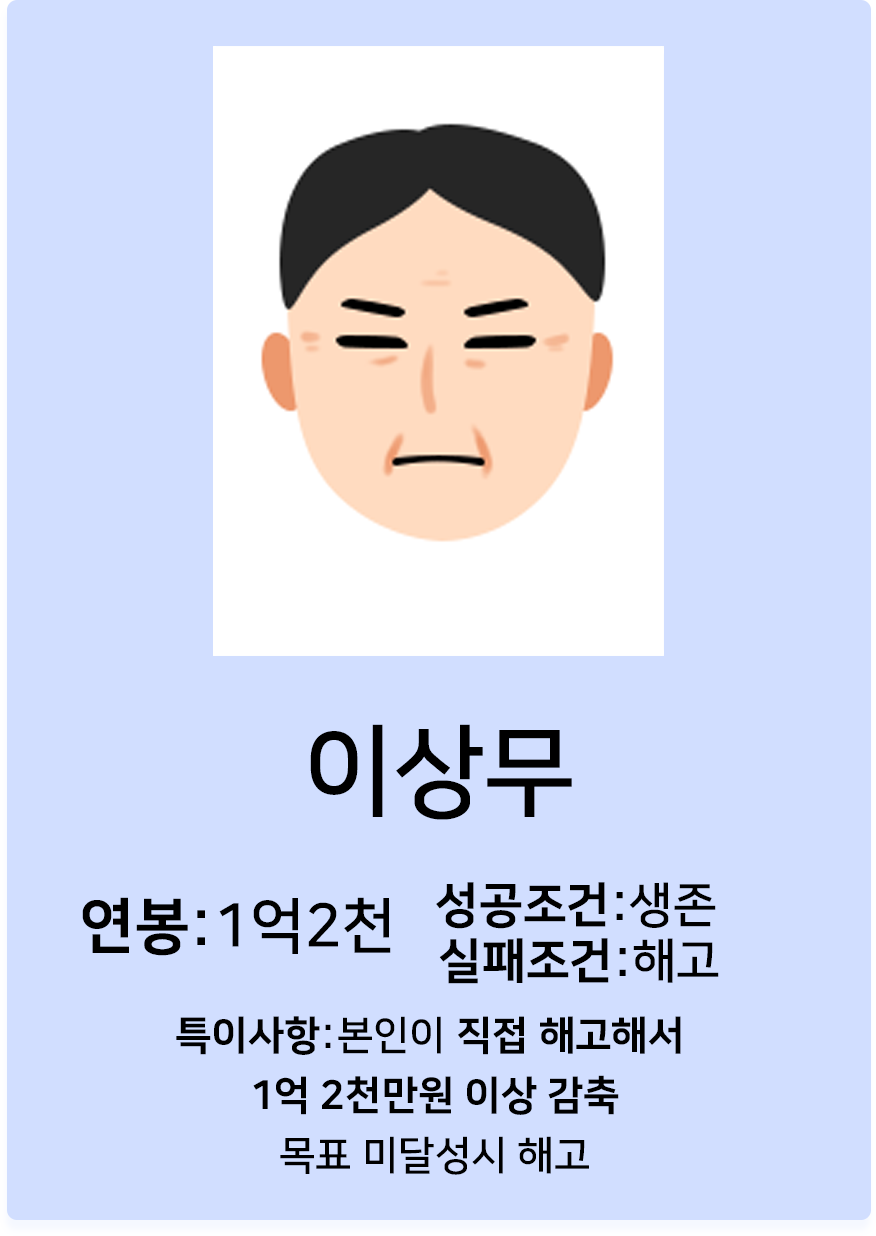 이상무
연봉:1억2천
성공조건:생존
실패조건:해고
특이사항:본인이 직접 해고해서
1억 2천만원 이상 감축
목표 미달성시 해고